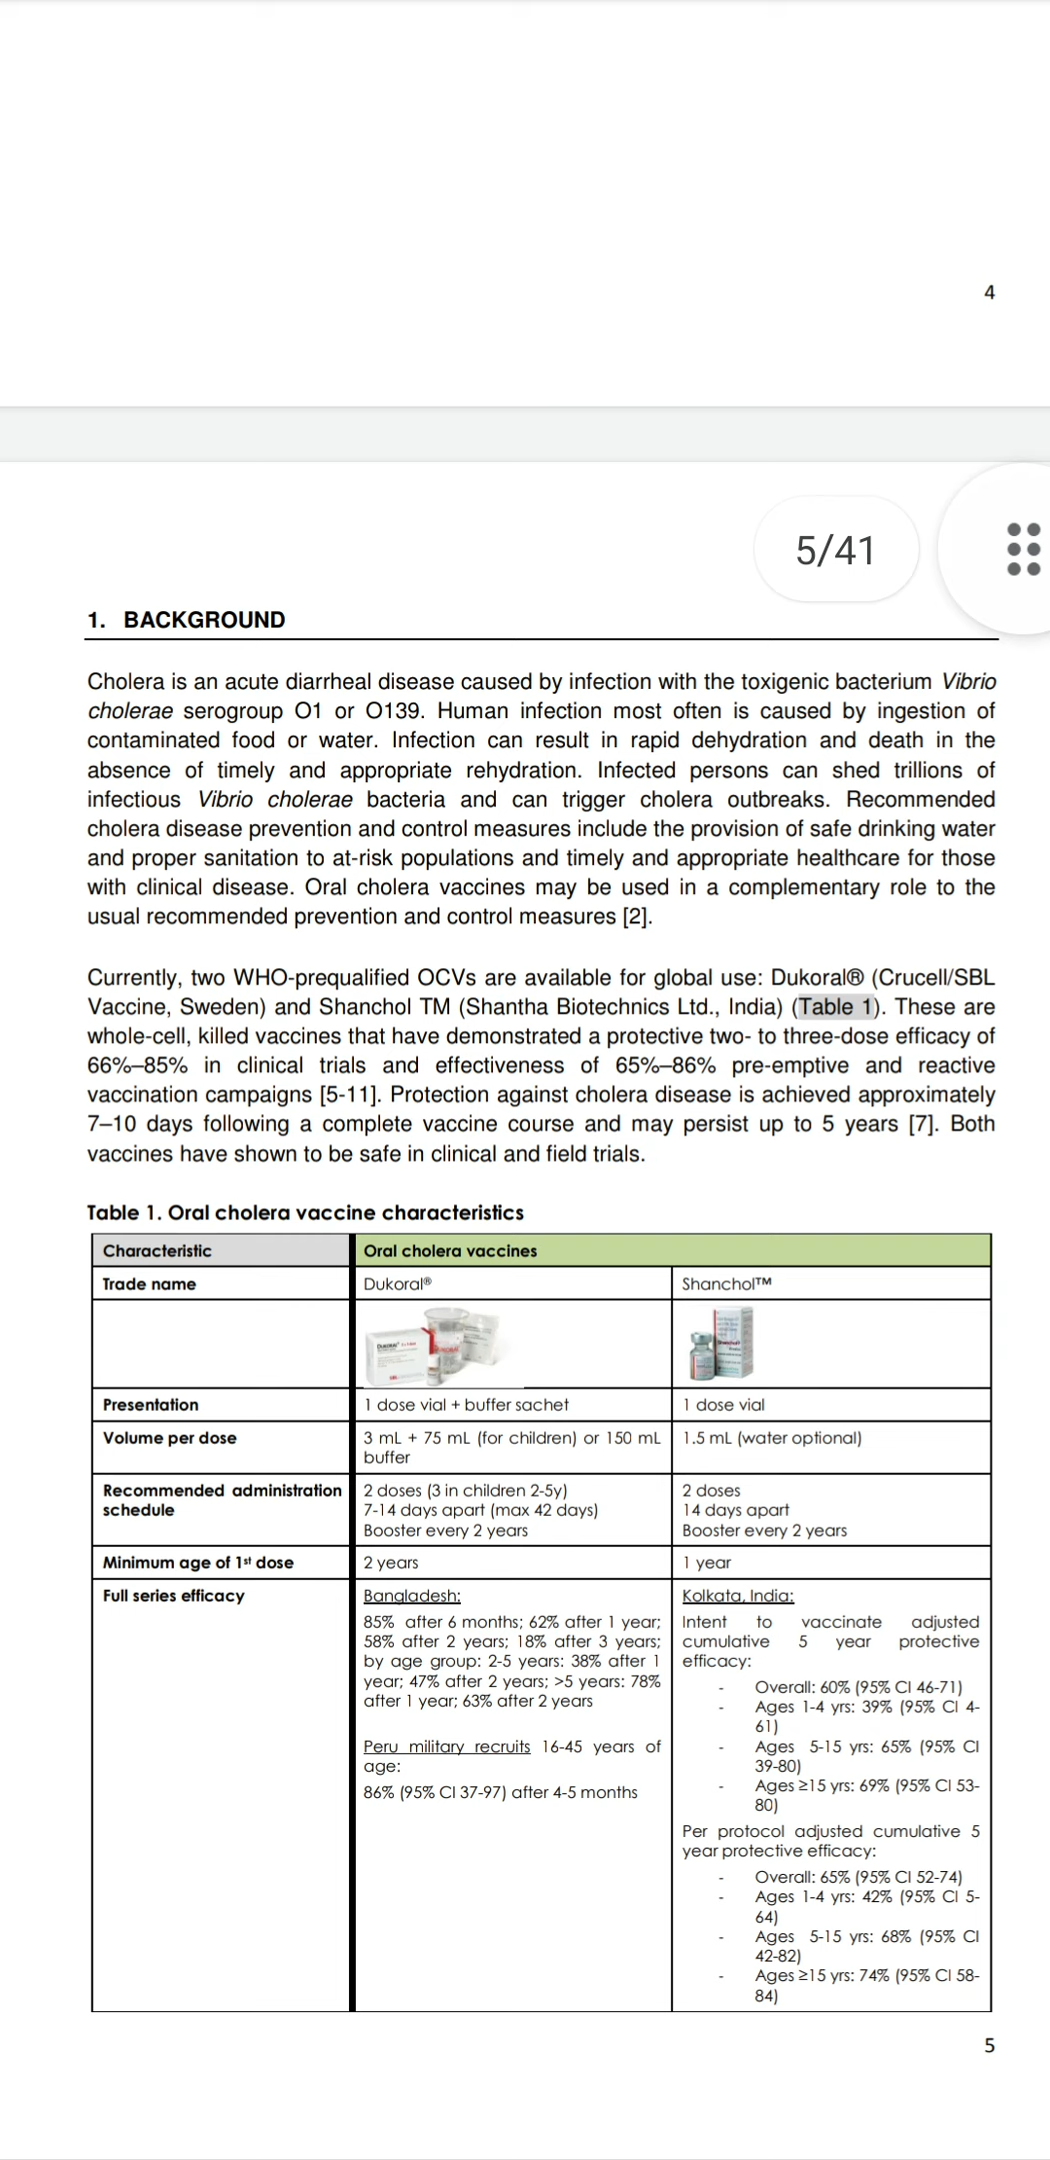 4
5/41
1. BACKGROUND
Cholera is an acute diarrheal disease caused by infection with the toxigenic bacterium Vibrio
cholerae serogroup O1 or O139. Human infection most often is caused by ingestion of
contaminated food or water. Infection can result in rapid dehydration and death in the
absence of timely and appropriate rehydration. Infected persons can shed trillions of
infectious Vibrio cholerae bacteria and can trigger cholera outbreaks. Recommended
cholera disease prevention and control measures include the provision of safe drinking water
and proper sanitation to at-risk populations and timely and appropriate healthcare for those
with clinical disease. Oral cholera vaccines may be used in a complementary role to the
usual recommended prevention and control measures [2].
Currently, two WHO-prequalified OCVs are available for global use: Dukoral® (Crucell/SBL
Vaccine, Sweden) and Shanchol TM (Shantha Biotechnics Ltd., India) (Table 1). These are
whole-cell, killed vaccines that have demonstrated a protective two- to three-dose efficacy of
66%–85% in clinical trials and effectiveness of 65%–86% pre-emptive and reactive
vaccination campaigns [5-11]. Protection against cholera disease is achieved approximately
7–10 days following a complete vaccine course and may persist up to 5 years [7]. Both
vaccines have shown to be safe in clinical and field trials.
Table 1. Oral cholera vaccine characteristics
Characteristic
Oral cholera vaccines
Trade name
Dukoral®
Shanchol™
Presentation
1 dose vial + buffer sachet
1 dose vial
Volume per dose
3 mL + 75 mL (for children) or 150 mL
buffer
1.5 mL (water optional)
Recommended administration
schedule
2 doses (3 in children 2-5y)
7-14 days apart (max 42 days)
Booster every 2 years
2 doses
14 days apart
Booster every 2 years
Minimum age of 1st dose
2 years
1 year
Full series efficacy
Bangladesh:
85% after 6 months; 62% after 1 year;
58% after 2 years; 18% after 3 years;
by age group: 2-5 years: 38% after 1
year; 47% after 2 years; >5 years: 78%
after 1 year; 63% after 2 years
Peru military recruits 16-45 years of
age:
86% (95% CI 37-97) after 4-5 months
Kolkata, India:
Intent to vaccinate adjusted
cumulative 5 year protective
efficacy:
- Overall: 60% (95% CI 46-71)
- Ages 1-4 yrs: 39% (95% CI 4-
61)
- Ages 5-15 yrs: 65% (95% CI
39-80)
- Ages ≥15 yrs: 69% (95% CI 53-
80)
Per protocol adjusted cumulative 5
year protective efficacy:
- Overall: 65% (95% CI 52-74)
- Ages 1-4 yrs: 42% (95% CI 5-
64)
- Ages 5-15 yrs: 68% (95% CI
42-82)
- Ages ≥15 yrs: 74% (95% CI 58-
84)
5